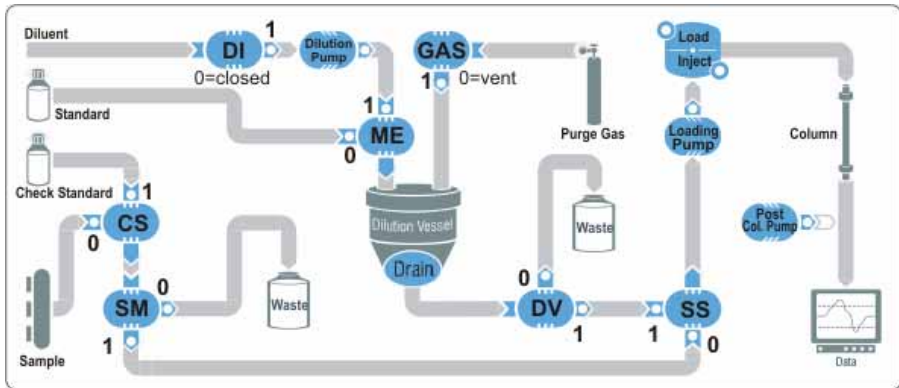 Diluent
DI
1
0=closed
Dilution
Pump
GAS
1
0=vent
Purge Gas
Load
Inject
Loading
Pump
Column
Standard
1
ME
0
Check Standard
1
CS
0
Dilution Vessel
Drain
Waste
Post
Col. Pump
SM
0
1
Waste
Sample
0
DV
1
1
SS
0
Data